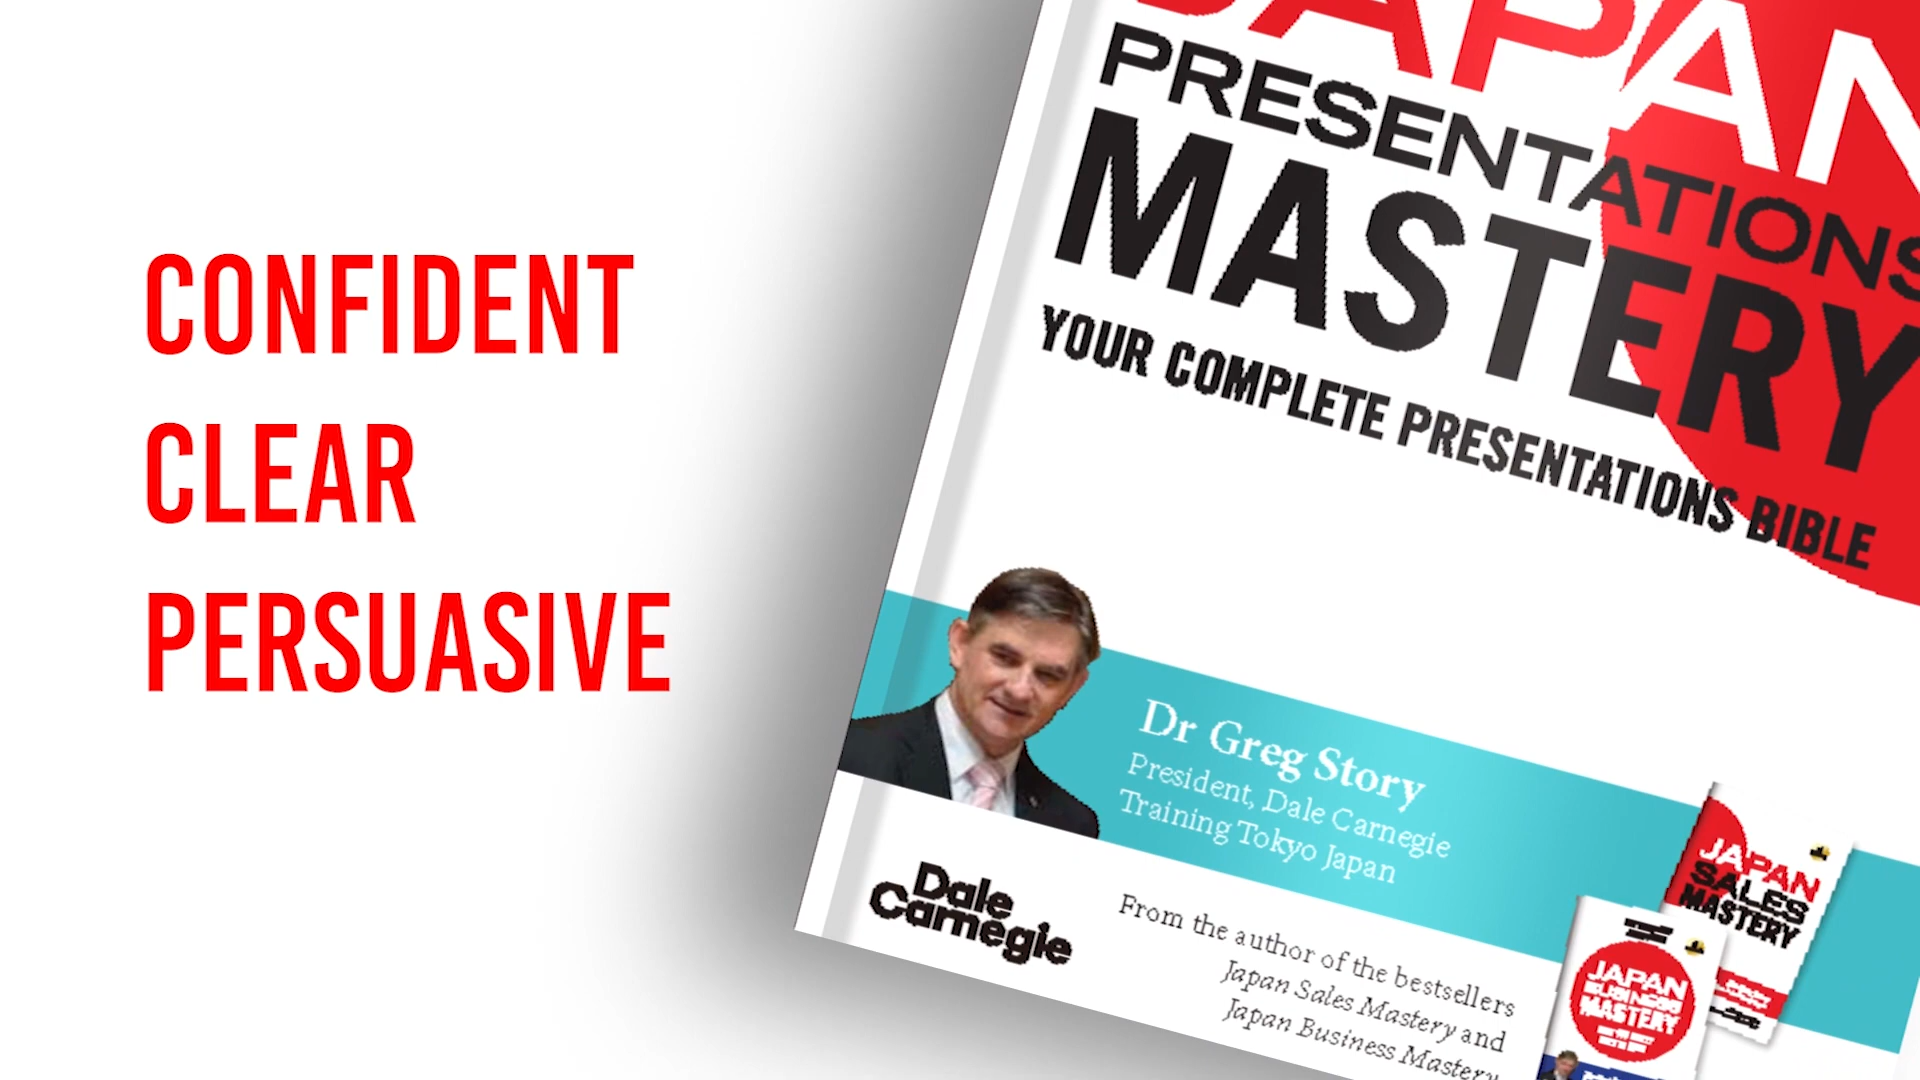 CONFIDENT
CLEAR
PERSUASIVE
JAPAN
PRESENTATIONS
MASTERY
YOUR COMPLETE PRESENTATIONS BIBLE
Dr Greg Story
President, Dale Carnegie
Training Tokyo Japan
Dale
Carnegie
From the author of the bestsellers
Japan Sales Mastery and
Japan Business Mastery
JAPAN
SALES
MASTERY
JAPAN
BUSINESS
MASTERY